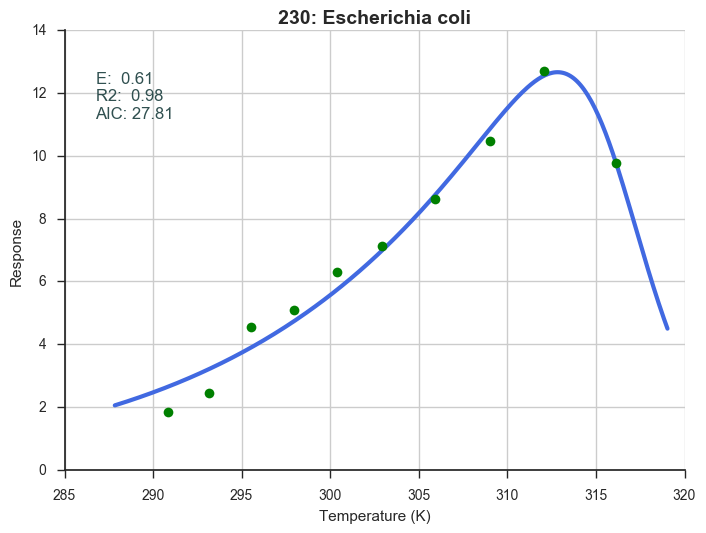 230: Escherichia coli
E:  0.61
R2:  0.98
AIC: 27.81
Response
14
12
10
8
6
4
2
0
285 290 295 300 305 310 315 320
Temperature (K)